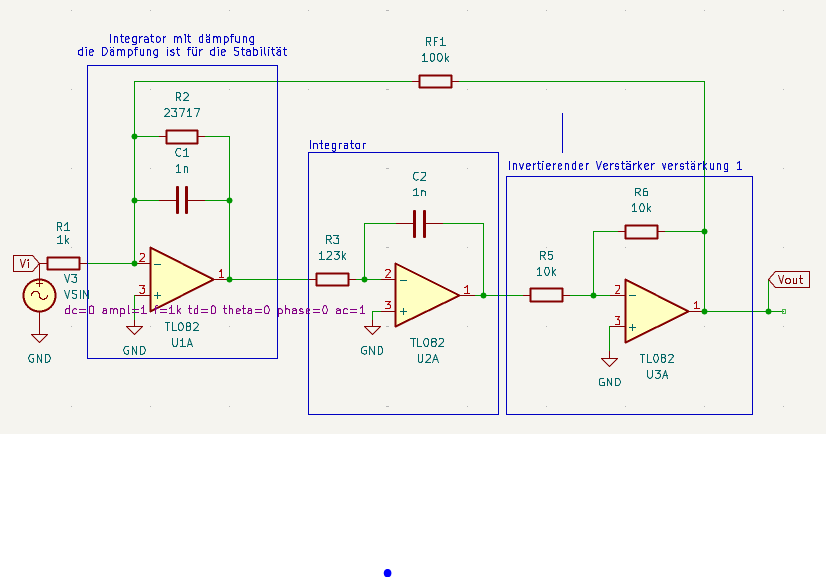 Integrator mit dämpfung
die Dämpfung ist für die Stabilität
RF1
100k
R2
23717
C1
1n
Integrator
C2
1n
Invertierender Verstärker verstärkung 1
R6
10k
R1
1k
Vi
V3
VSIN
dc=0 ampl=1 f=1k td=0 theta=0 phase=0 ac=1
GND
2
3
1
GND
TL082
U1A
R3
123k
2
3
1
GND
TL082
U2A
R5
10k
2
3
1
GND
TL082
U3A
Vout